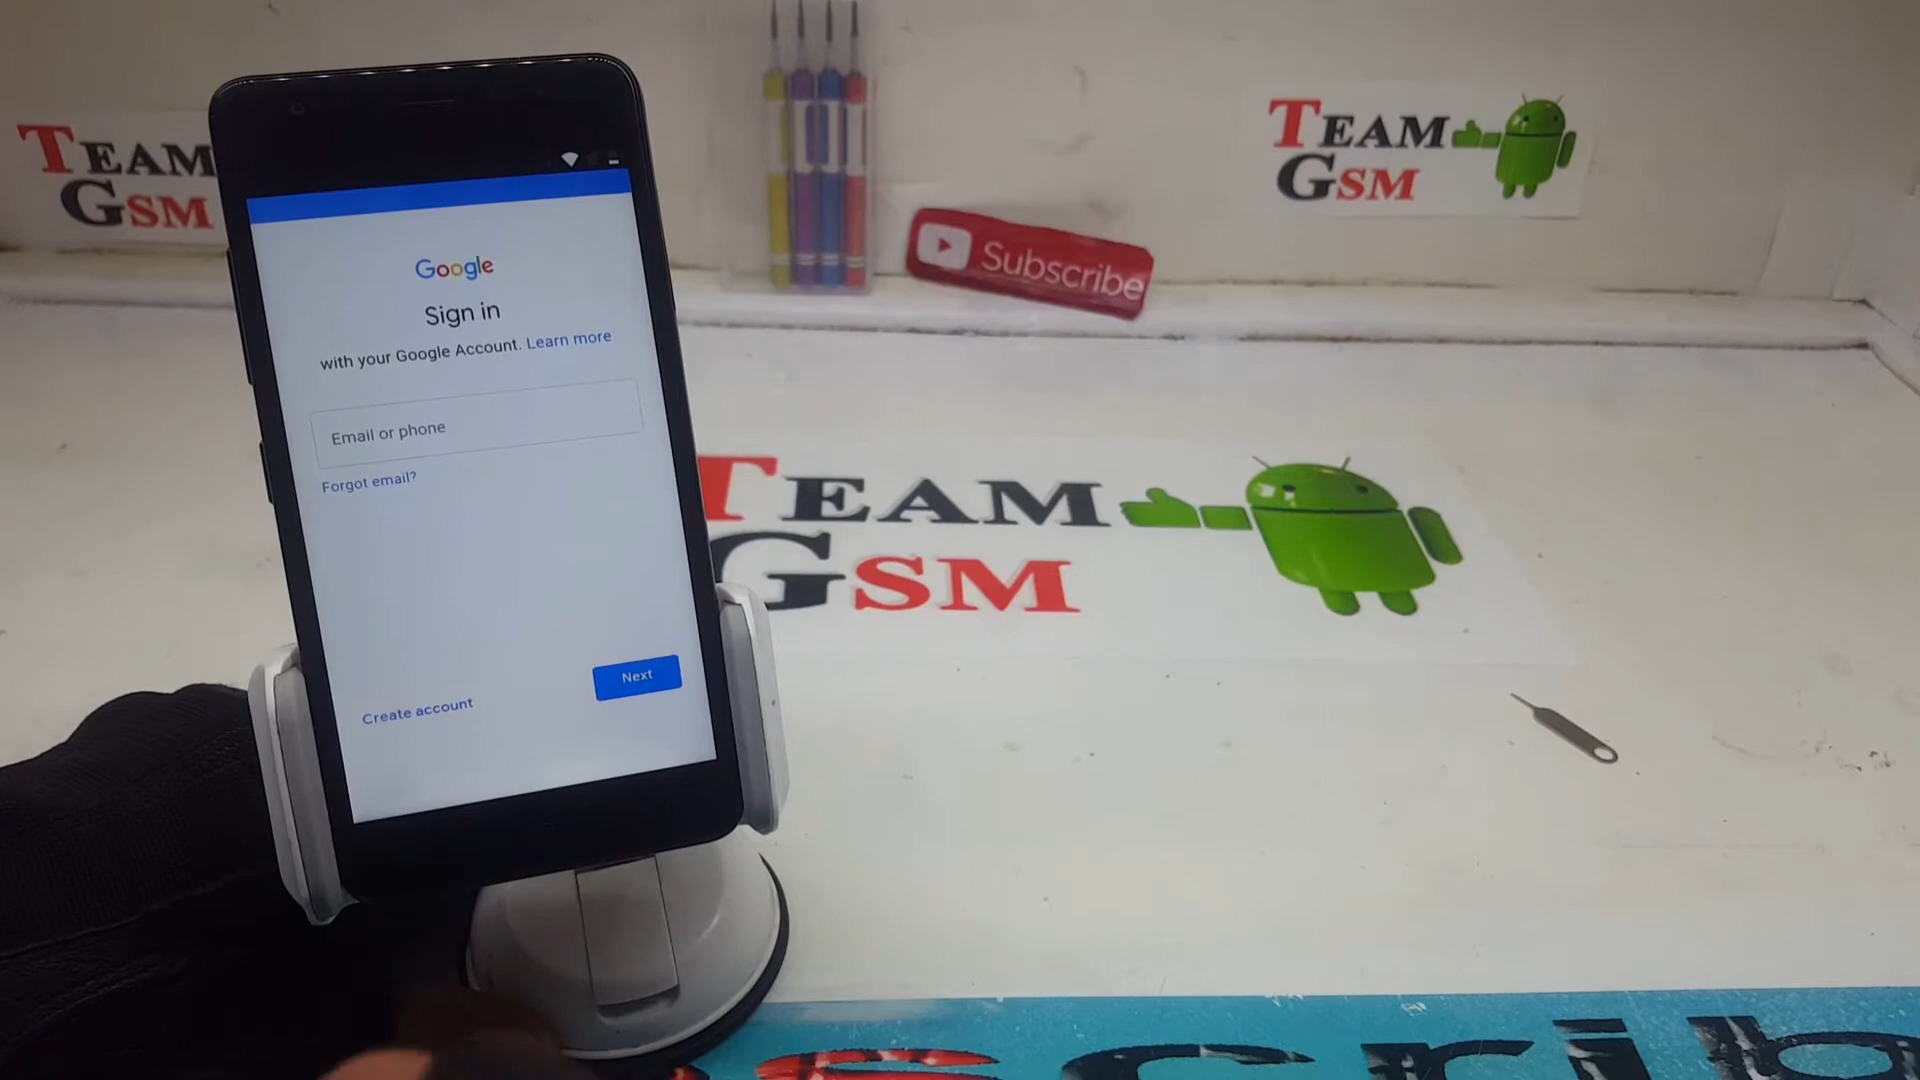 TEAM
GSM
Google
Sign in
with your Google Account. Learn more
Email or phone
Forgot email?
Create account
Next
Subscribe
TEAM
GSM
TEAM
GSM